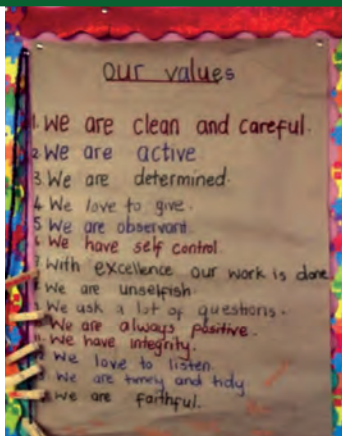 our values
1. We are clean and careful.
2. We are active
3. We are determined.
4. We love to give.
5. We are observant.
6. We have self control.
7. With excellence our work is done.
We are unselfish.
We ask a lot of questions.
We are always positive.
11. We have integrity.
We love to listen.
We are timely and tidy
We are faithful.